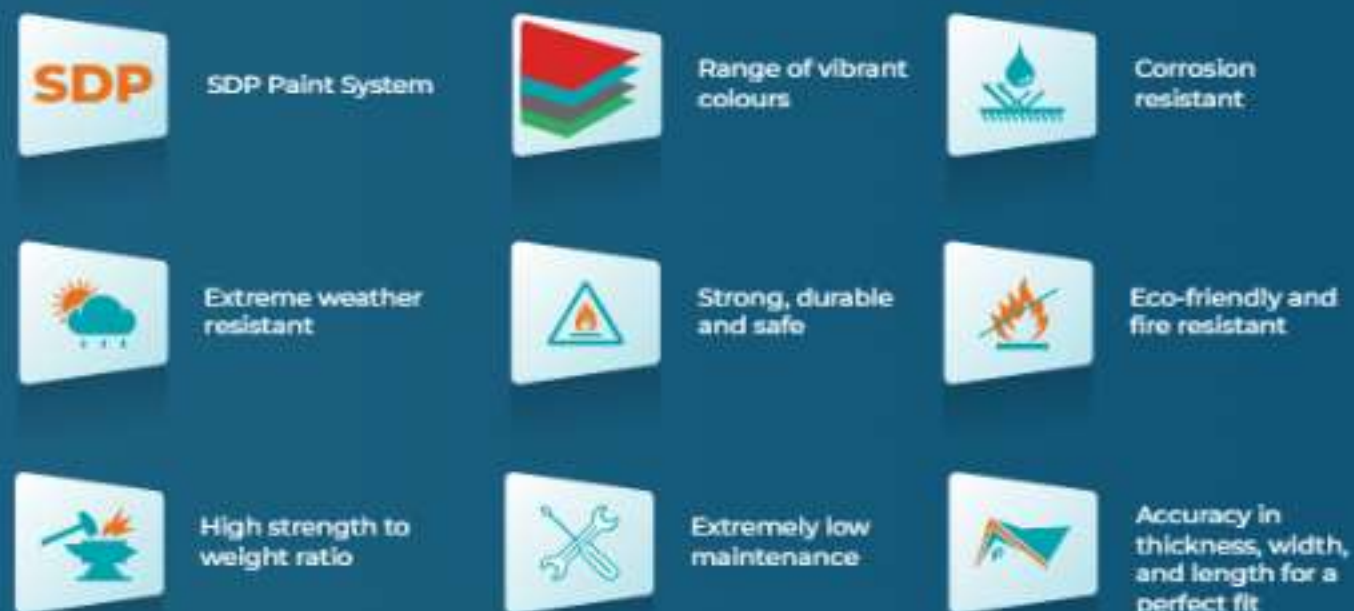 SDP
SDP Paint System
Range of vibrant
colours
Corrosion
resistant
Extreme weather
resistant
Strong, durable
and safe
Eco-friendly and
fire resistant
High strength to
weight ratio
Extremely low
maintenance
Accuracy in
thickness, width,
and length for a
perfect fit